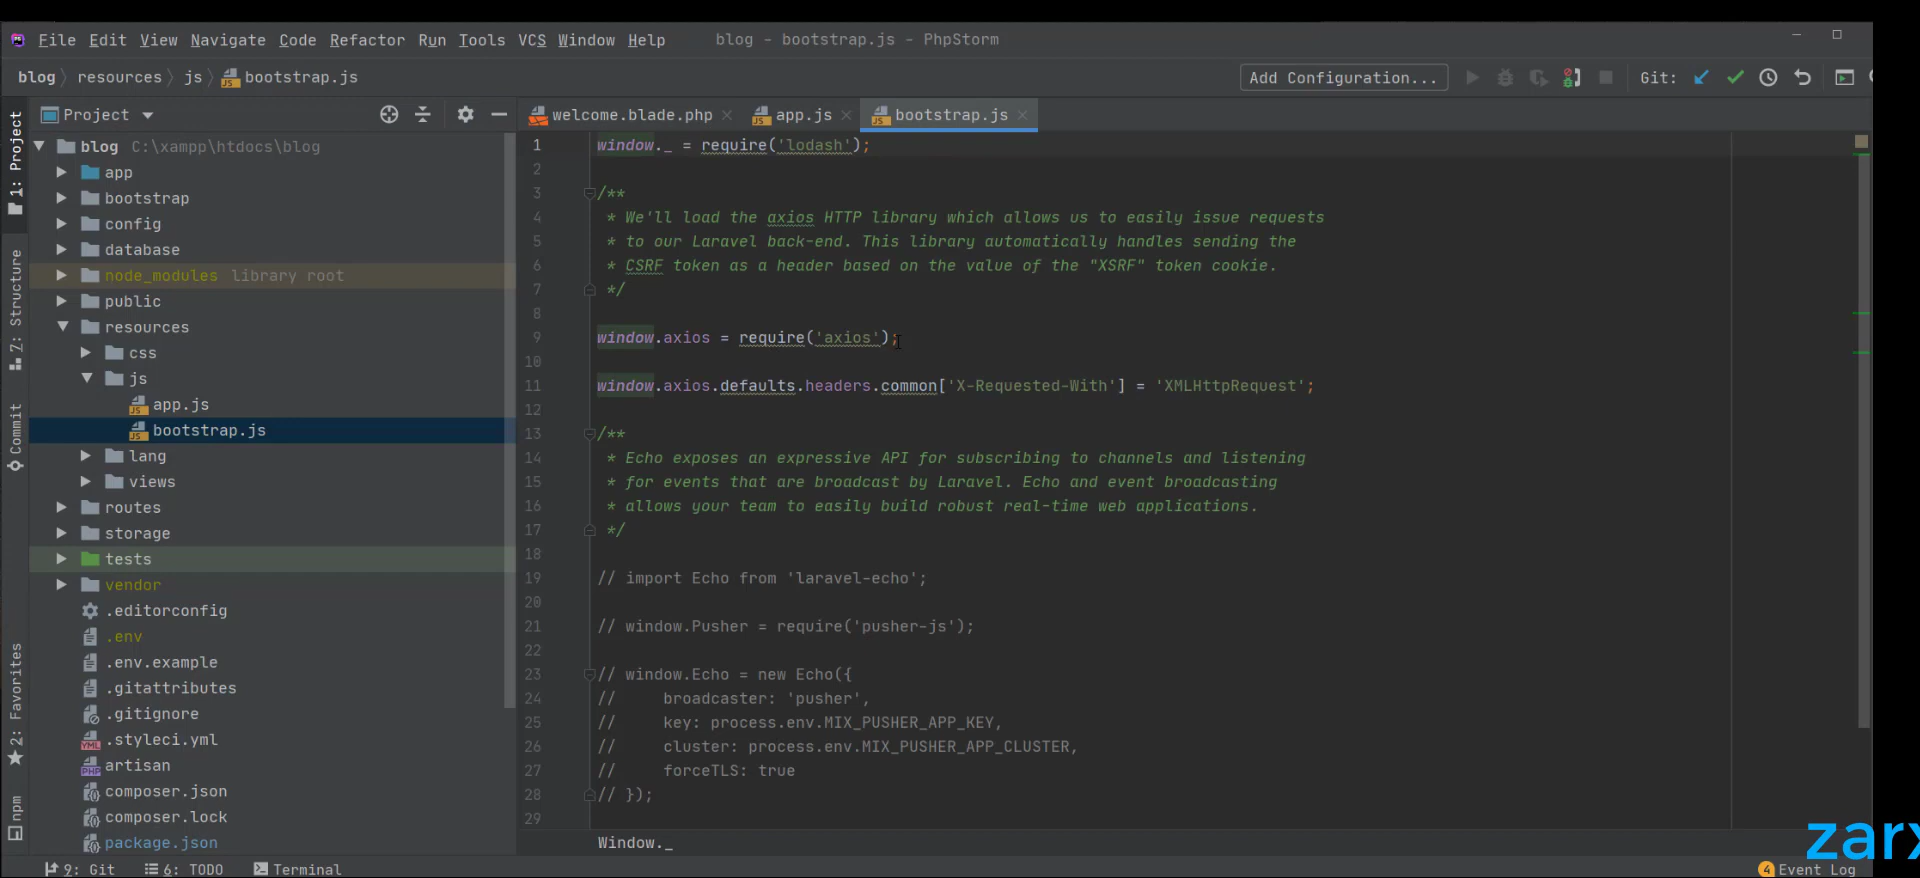 File Edit View Navigate Code Refactor Run Tools VCS Window Help blog - bootstrap.js - PhpStorm
blog resources js bootstrap.js Add Configuration... Git:
Project
welcome.blade.php app.js bootstrap.js
1: Project
7: Structure
Commit
2: Favorites
npm
blog C:\xampp\htdocs\blog
app
bootstrap
config
database
node_modules library root
public
resources
css
js
app.js
bootstrap.js
lang
views
routes
storage
tests
vendor
.editorconfig
.env
.env.example
.gitattributes
.gitignore
.styleci.yml
artisan
composer.json
composer.lock
package.json
1 window._ = require('lodash');
2
3 /**
4 * We'll load the axios HTTP library which allows us to easily issue requests
5 * to our Laravel back-end. This library automatically handles sending the
6 * CSRF token as a header based on the value of the "XSRF" token cookie.
7 */
8
9 window.axios = require('axios');
10
11 window.axios.defaults.headers.common['X-Requested-With'] = 'XMLHttpRequest';
12
13 /**
14 * Echo exposes an expressive API for subscribing to channels and listening
15 * for events that are broadcast by Laravel. Echo and event broadcasting
16 * allows your team to easily build robust real-time web applications.
17 */
18
19 // import Echo from 'laravel-echo';
20
21 // window.Pusher = require('pusher-js');
22
23 // window.Echo = new Echo({
24 // broadcaster: 'pusher',
25 // key: process.env.MIX_PUSHER_APP_KEY,
26 // cluster: process.env.MIX_PUSHER_APP_CLUSTER,
27 // forceTLS: true
28 // });
29
Window._
zarx
9: Git 6: TODO Terminal 4 Event Log